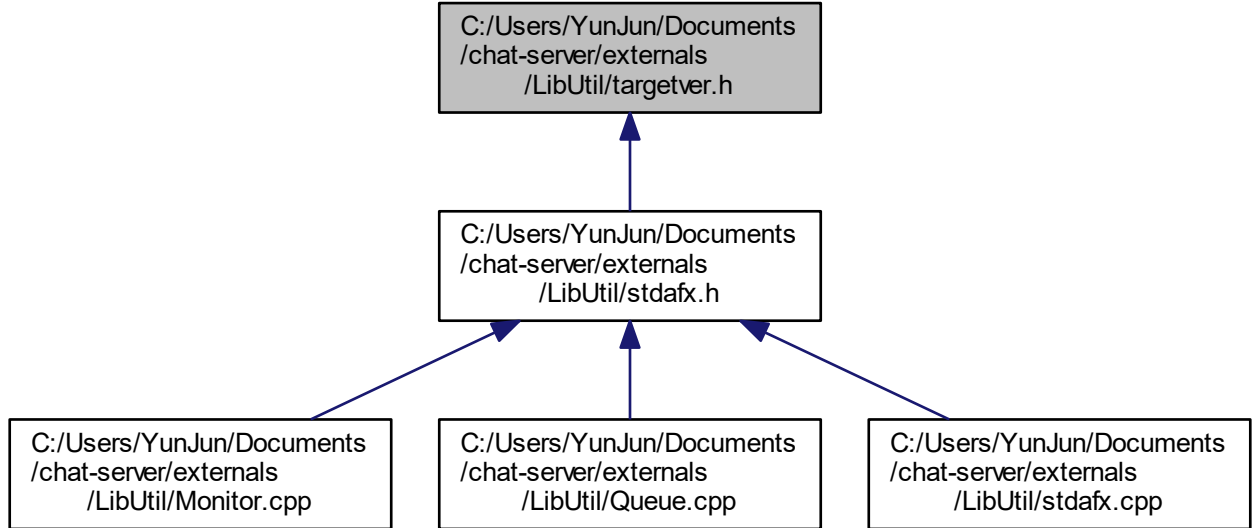 C:/Users/YunJun/Documents
/chat-server/externals
/LibUtil/targetver.h
C:/Users/YunJun/Documents
/chat-server/externals
/LibUtil/stdafx.h
C:/Users/YunJun/Documents
/chat-server/externals
/LibUtil/Monitor.cpp
C:/Users/YunJun/Documents
/chat-server/externals
/LibUtil/Queue.cpp
C:/Users/YunJun/Documents
/chat-server/externals
/LibUtil/stdafx.cpp